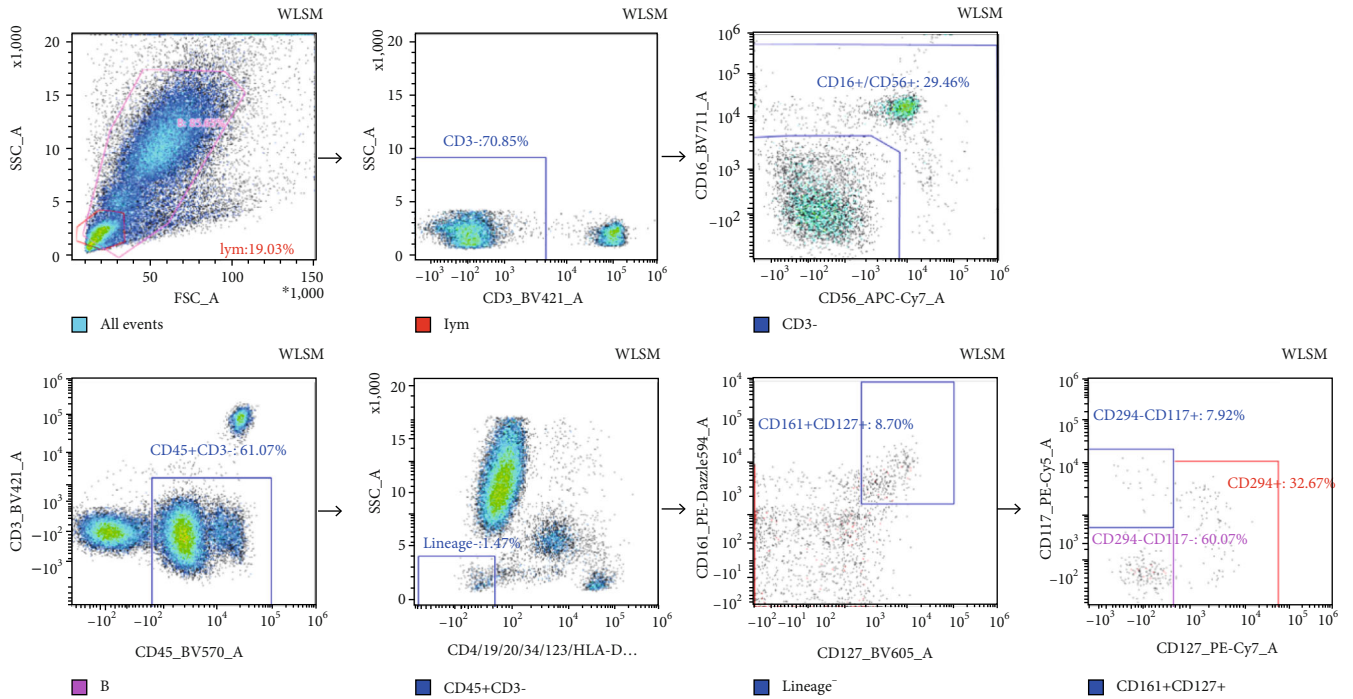 WLSM
x1,000
20
15
10
5
0
SSC_A
lym:19.03%
50
100
150
FSC_A
*1,000
All events
WLSM
x1,000
20
15
10
5
0
SSC_A
CD3-:70.85%
−10³
−10²
10³
10⁴
10⁵
10⁶
CD3_BV421_A
Iym
WLSM
10⁶
10⁵
10⁴
10³
−10²
CD16_BV711_A
CD16+/CD56+: 29.46%
−10³
−10²
10³
10⁴
10⁵
10⁶
CD56_APC-Cy7_A
CD3-
WLSM
10⁶
10⁵
10⁴
10³
−10²
−10³
CD3_BV421_A
CD45+CD3-: 61.07%
−10²
10²
10³
10⁴
10⁵
10⁶
CD45_BV570_A
B
WLSM
x1,000
20
15
10
5
0
SSC_A
Lineage-:1.47%
−10³
−10²
10³
10⁴
10⁵
10⁶
CD4/19/20/34/123/HLA-D...
CD45+CD3-
WLSM
10⁴
10⁵
10⁴
10³
10²
−10¹
−10²
CD161_PE-Dazzle594_A
CD161+CD127+: 8.70%
−10²
−10²
10²
10³
10⁴
10⁵
10⁶
CD127_BV605_A
Lineage⁻
WLSM
10⁶
10⁵
10⁴
10³
10²
−10²
CD117_PE-Cy5_A
CD294-CD117+: 7.92%
CD294+: 32.67%
CD294-CD117-: 60.07%
−10³
−10²
10³
10⁴
10⁵
10⁶
CD127_PE-Cy7_A
CD161+CD127+